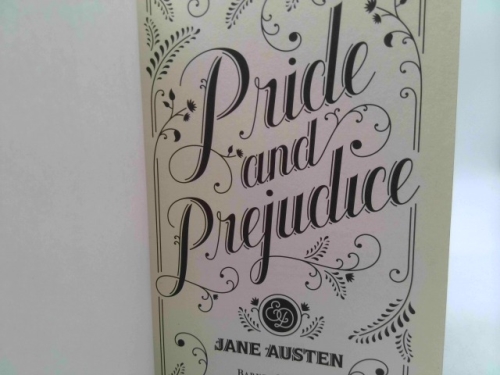 Pride
and
Prejudice
JANE AUSTEN